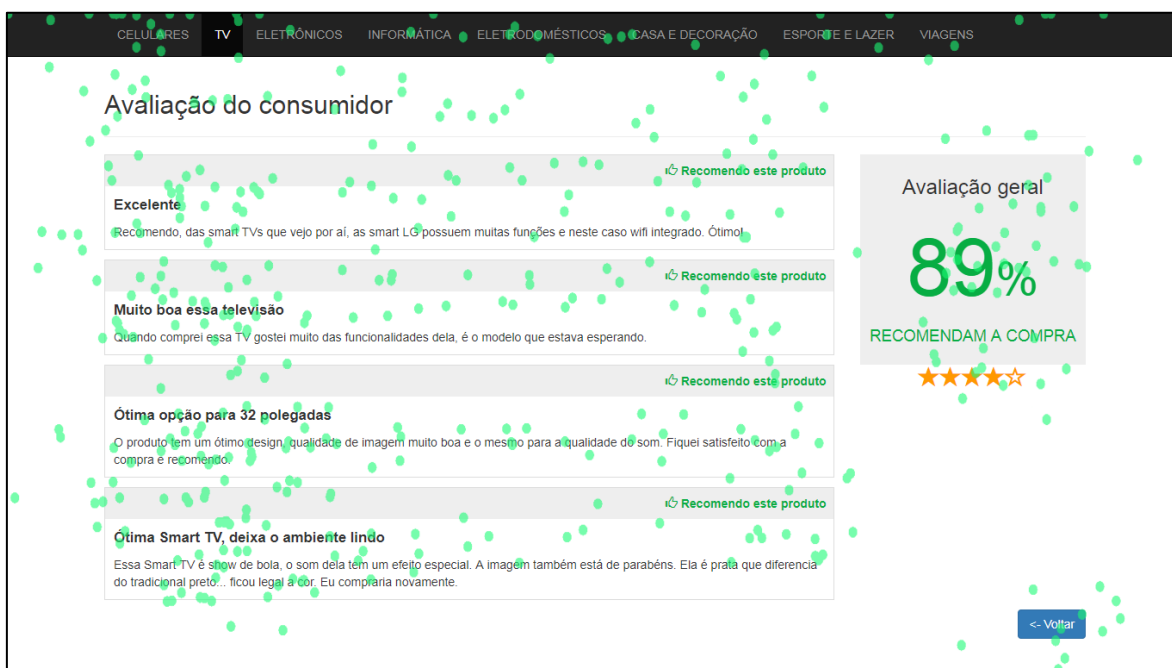 CELULARES TV ELETRÔNICOS INFORMÁTICA ELETRODOMÉSTICOS CASA E DECORAÇÃO ESPORTE E LAZER VIAGENS
Avaliação do consumidor
Recomendo este produto
Excelente
Recomendo, das smart TVs que vejo por aí, as smart LG possuem muitas funções e neste caso wifi integrado. Ótimo!
Recomendo este produto
Muito boa essa televisão
Quando comprei essa TV gostei muito das funcionalidades dela, é o modelo que estava esperando.
Recomendo este produto
Ótima opção para 32 polegadas
O produto tem um ótimo design, qualidade de imagem muito boa e o mesmo para a qualidade do som. Fiquei satisfeito com a
compra e recomendo.
Recomendo este produto
Ótima Smart TV, deixa o ambiente lindo
Essa Smart TV é show de bola, o som dela tem um efeito especial. A imagem também está de parabéns. Ela é prata que diferencia
do tradicional preto... ficou legal a cor. Eu compraria novamente.
Avaliação geral
89%
RECOMENDAM A COMPRA
<- Voltar